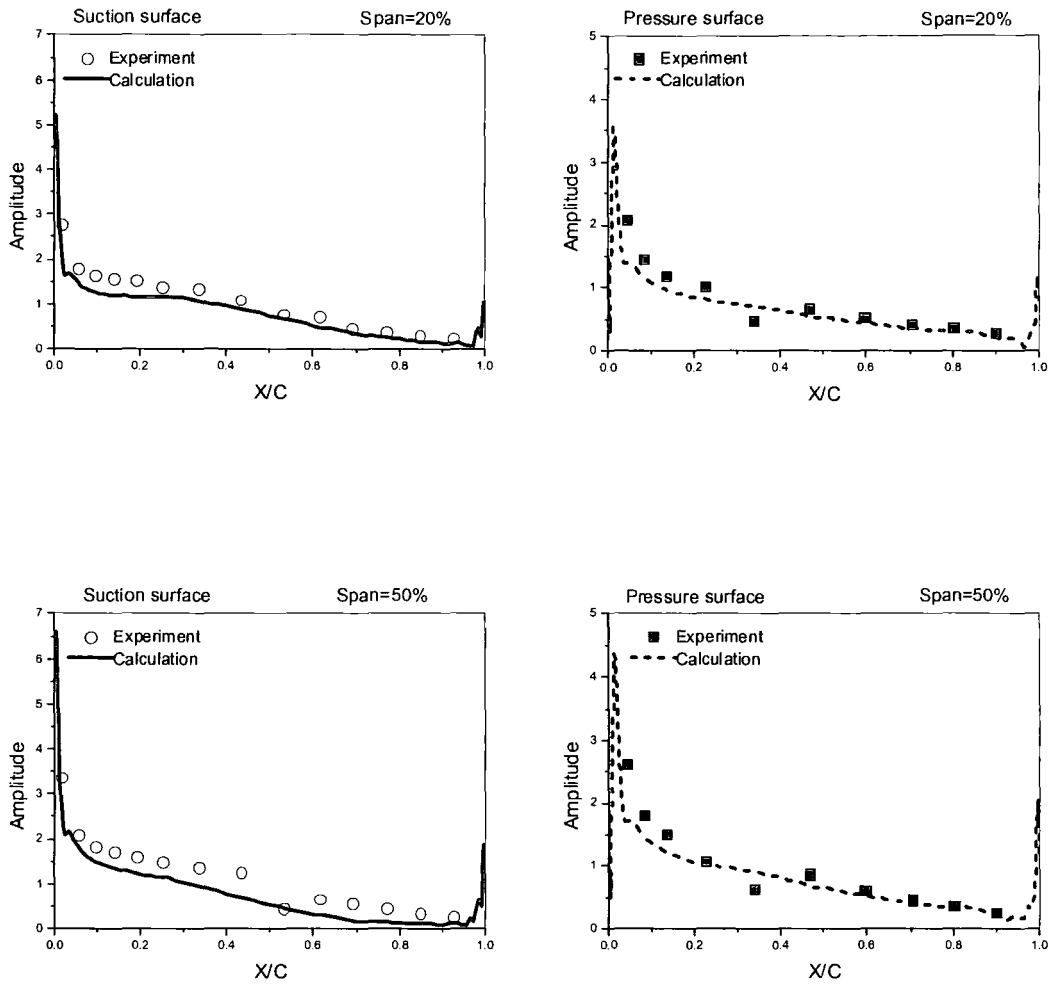 Suction surface Span=20%
Experiment
Calculation
Amplitude
7
6
5
4
3
2
1
0
0.0 0.2 0.4 0.6 0.8 1.0
X/C
Pressure surface Span=20%
Experiment
Calculation
Amplitude
5
4
3
2
1
0
0.0 0.2 0.4 0.6 0.8 1.0
X/C
Suction surface Span=50%
Experiment
Calculation
Amplitude
7
6
5
4
3
2
1
0
0.0 0.2 0.4 0.6 0.8 1.0
X/C
Pressure surface Span=50%
Experiment
Calculation
Amplitude
5
4
3
2
1
0
0.0 0.2 0.4 0.6 0.8 1.0
X/C